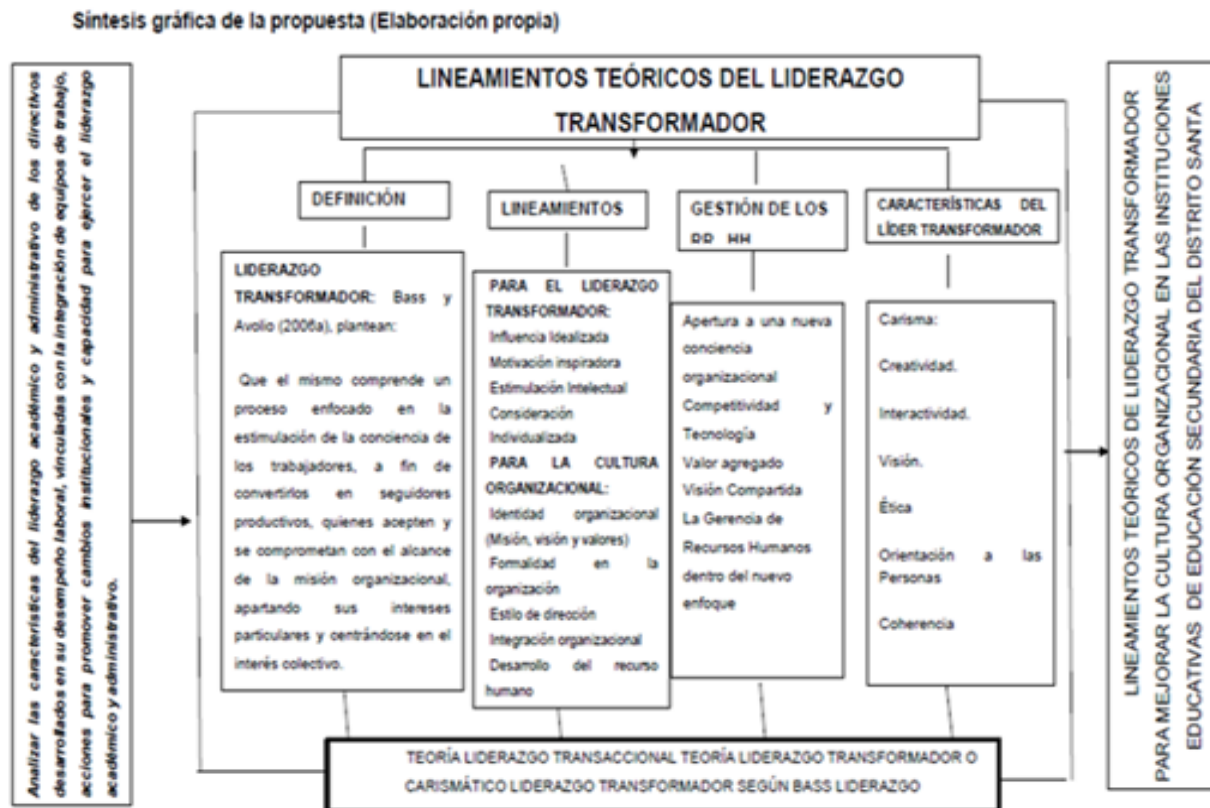 Síntesis gráfica de la propuesta (Elaboración propia)
Analizar las características del liderazgo académico y administrativo de los directivos
desarrollados en su desempeño laboral, vinculadas con la integración de equipos de trabajo,
acciones para promover cambios institucionales y capacidad para ejercer el liderazgo
académico y administrativo.
LINEAMIENTOS TEÓRICOS DEL LIDERAZGO
TRANSFORMADOR
DEFINICIÓN
LIDERAZGO
TRANSFORMADOR: Bass y
Avolio (2006a), plantean:
Que el mismo comprende un
proceso enfocado en la
estimulación de la conciencia de
los trabajadores, a fin de
convertirlos en seguidores
productivos, quienes acepten y
se comprometan con el alcance
de la misión organizacional,
apartando sus intereses
particulares y centrándose en el
interés colectivo.
LINEAMIENTOS
PARA EL LIDERAZGO
TRANSFORMADOR:
Influencia Idealizada
Motivación inspiradora
Estimulación Intelectual
Consideración
Individualizada
PARA LA CULTURA
ORGANIZACIONAL:
Identidad organizacional
(Misión, visión y valores)
Formalidad en la
organización
Estilo de dirección
Integración organizacional
Desarrollo del recurso
humano
GESTIÓN DE LOS
RR. HH
Apertura a una nueva
conciencia
organizacional
Competitividad y
Tecnología
Valor agregado
Visión Compartida
La Gerencia de
Recursos Humanos
dentro del nuevo
enfoque
CARACTERÍSTICAS DEL
LÍDER TRANSFORMADOR
Carisma:
Creatividad.
Interactividad.
Visión.
Ética
Orientación a las
Personas
Coherencia
TEORÍA LIDERAZGO TRANSACCIONAL TEORÍA LIDERAZGO TRANSFORMADOR O
CARISMÁTICO LIDERAZGO TRANSFORMADOR SEGÚN BASS LIDERAZGO
LINEAMIENTOS TEÓRICOS DE LIDERAZGO TRANSFORMADOR
PARA MEJORAR LA CULTURA ORGANIZACIONAL EN LAS INSTITUCIONES
EDUCATIVAS DE EDUCACIÓN SECUNDARIA DEL DISTRITO SANTA